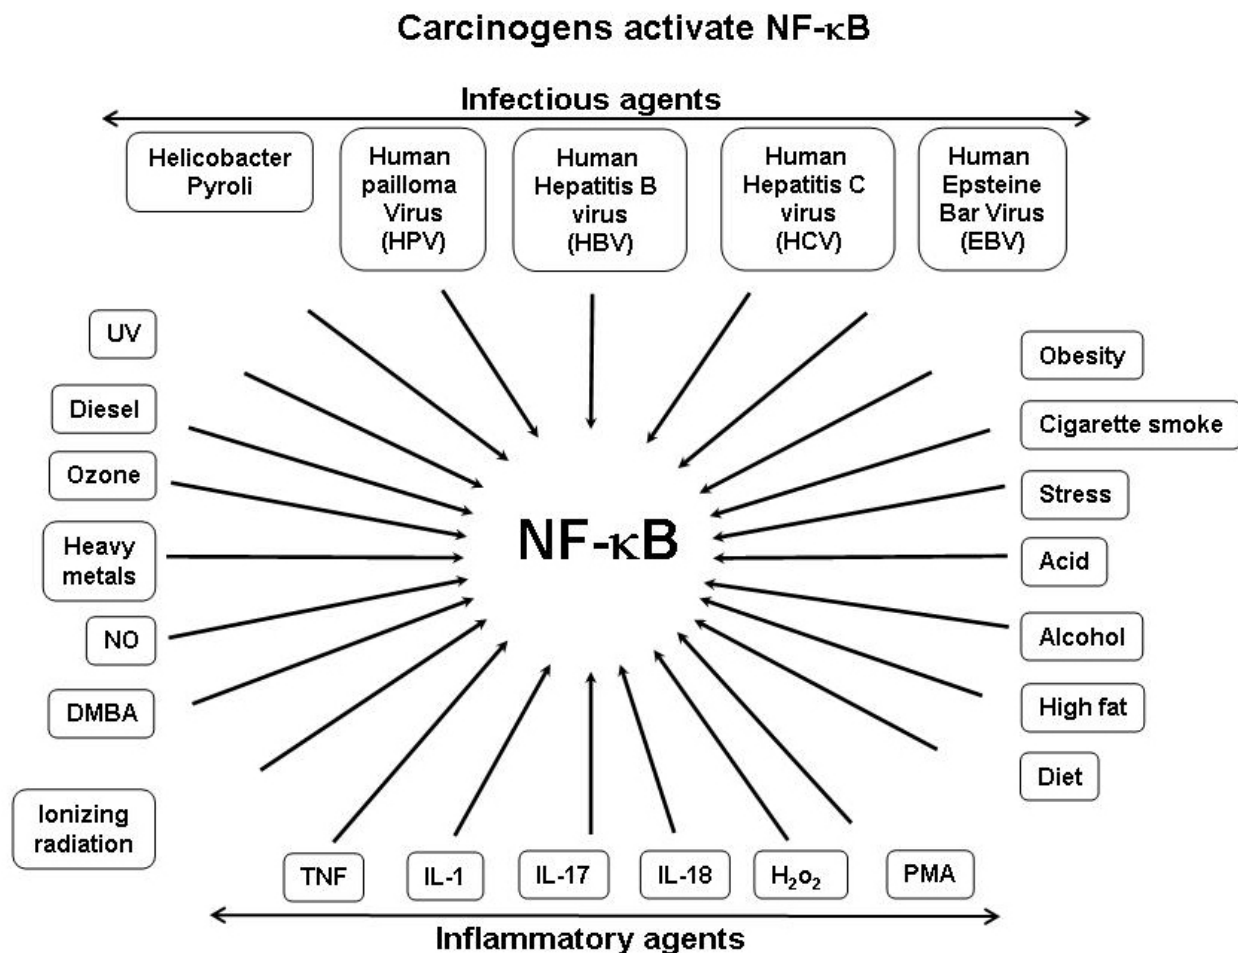 Carcinogens activate NF-κB
Infectious agents
Helicobacter
Pyroli
Human
pailloma
Virus
(HPV)
Human
Hepatitis B
virus
(HBV)
Human
Hepatitis C
virus
(HCV)
Human
Epsteine
Bar Virus
(EBV)
UV
Diesel
Ozone
Heavy
metals
NO
DMBA
Ionizing
radiation
NF-κB
Obesity
Cigarette smoke
Stress
Acid
Alcohol
High fat
Diet
TNF
IL-1
IL-17
IL-18
H₂o₂
PMA
Inflammatory agents